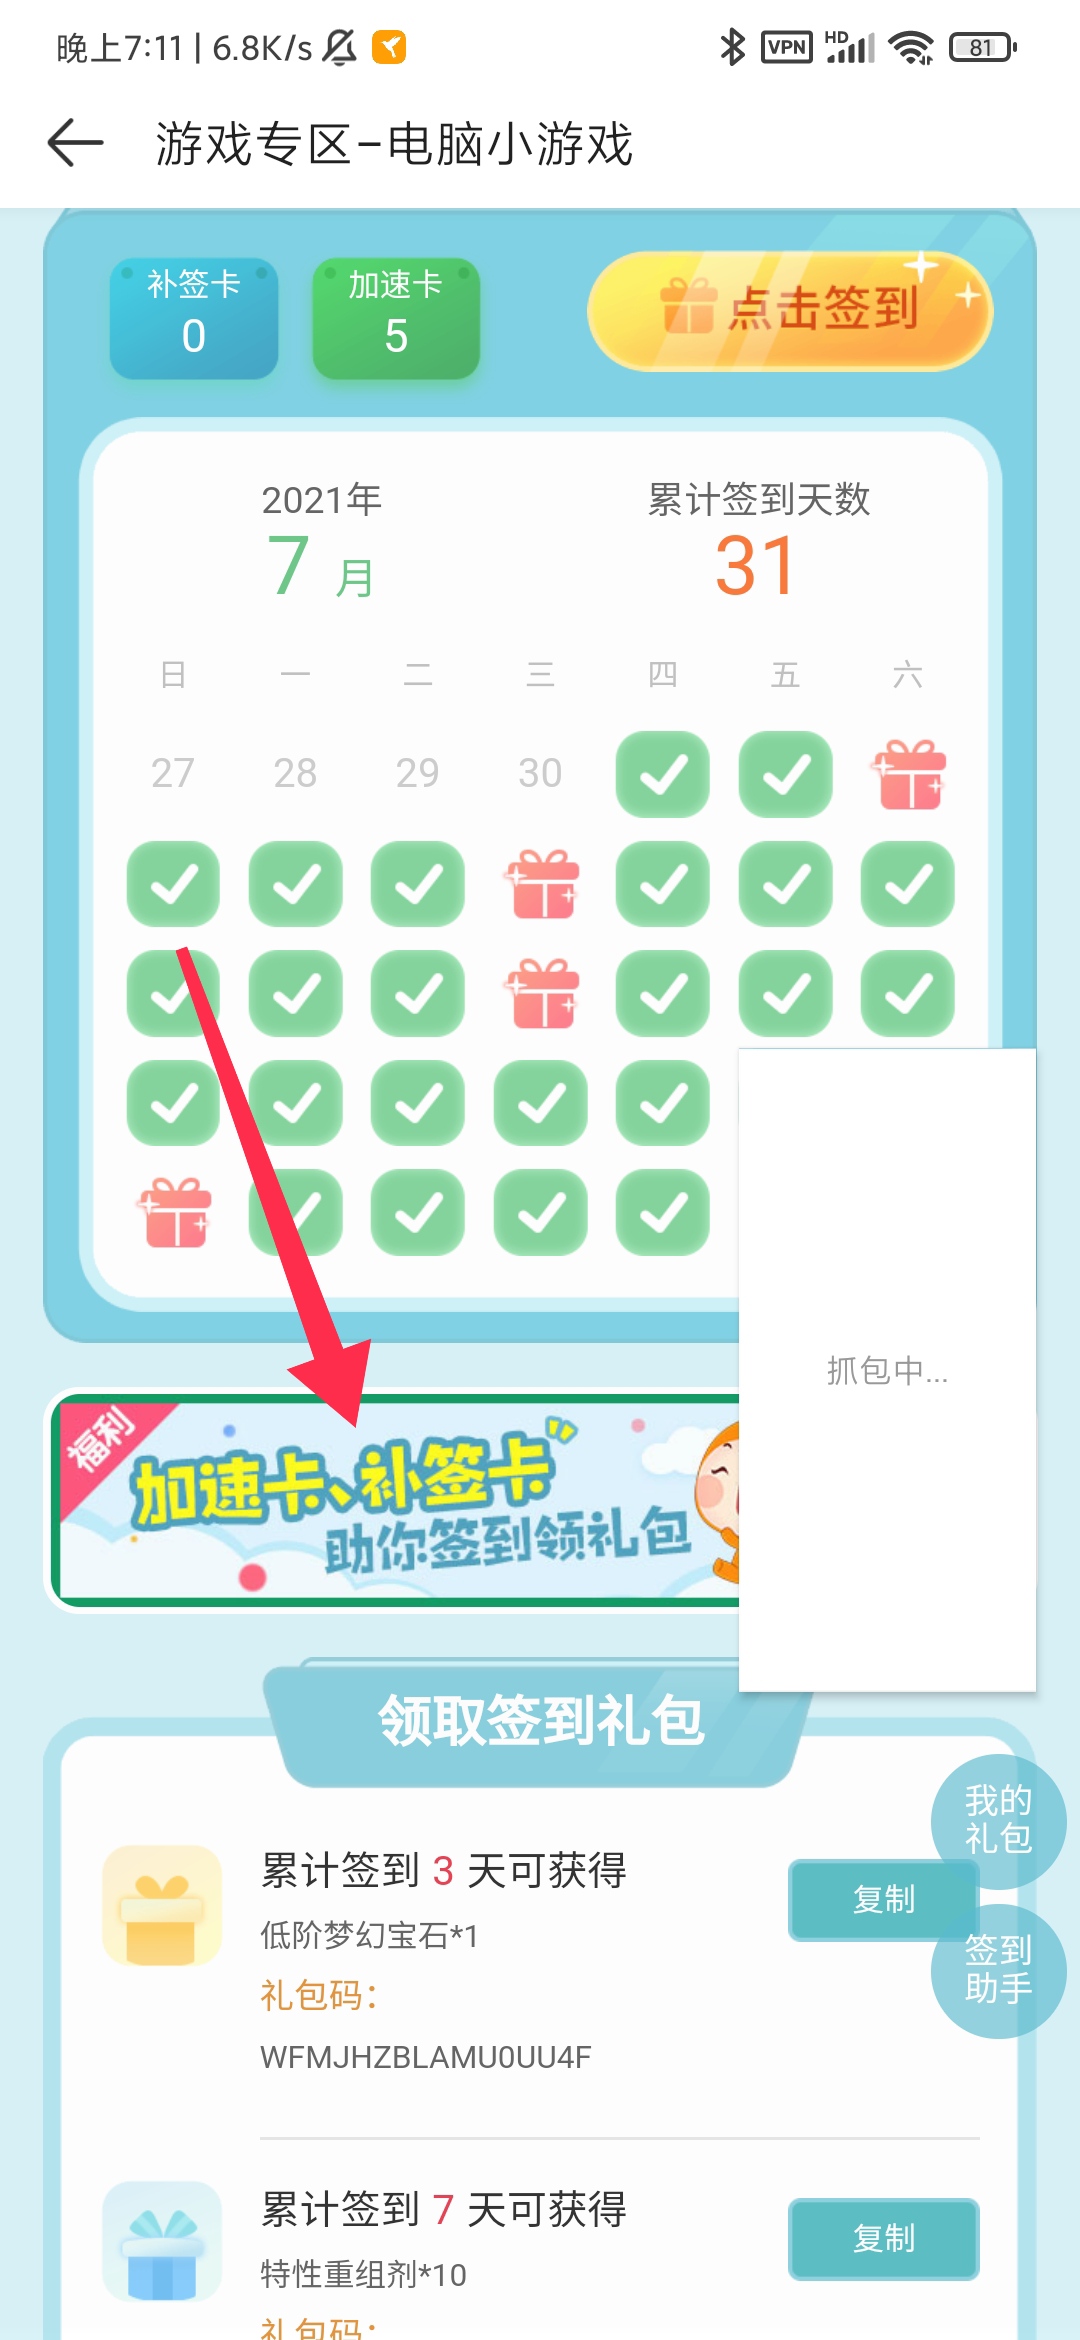 晚上7:11 | 6.8K/s
VPN
HD
81
游戏专区-电脑小游戏
补签卡
0
加速卡
5
点击签到
2021年
7 月
累计签到天数
31
日 一 二 三 四 五 六
27 28 29 30
抓包中...
福利
加速卡、补签卡
助你签到领礼包
领取签到礼包
我的
礼包
签到
助手
累计签到 3 天可获得
低阶梦幻宝石*1
礼包码：
WFMJHZBLAMU0UU4F
复制
累计签到 7 天可获得
特性重组剂*10
礼包码：
复制